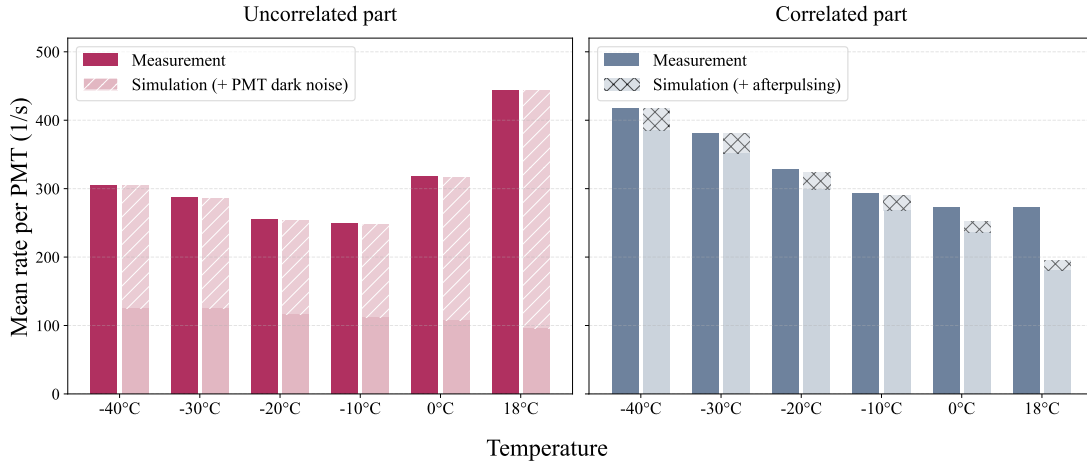 Uncorrelated part
Correlated part
Measurement
Simulation (+ PMT dark noise)
Measurement
Simulation (+ afterpulsing)
Mean rate per PMT (1/s)
500
400
300
200
100
0
-40°C -30°C -20°C -10°C 0°C 18°C
-40°C -30°C -20°C -10°C 0°C 18°C
Temperature